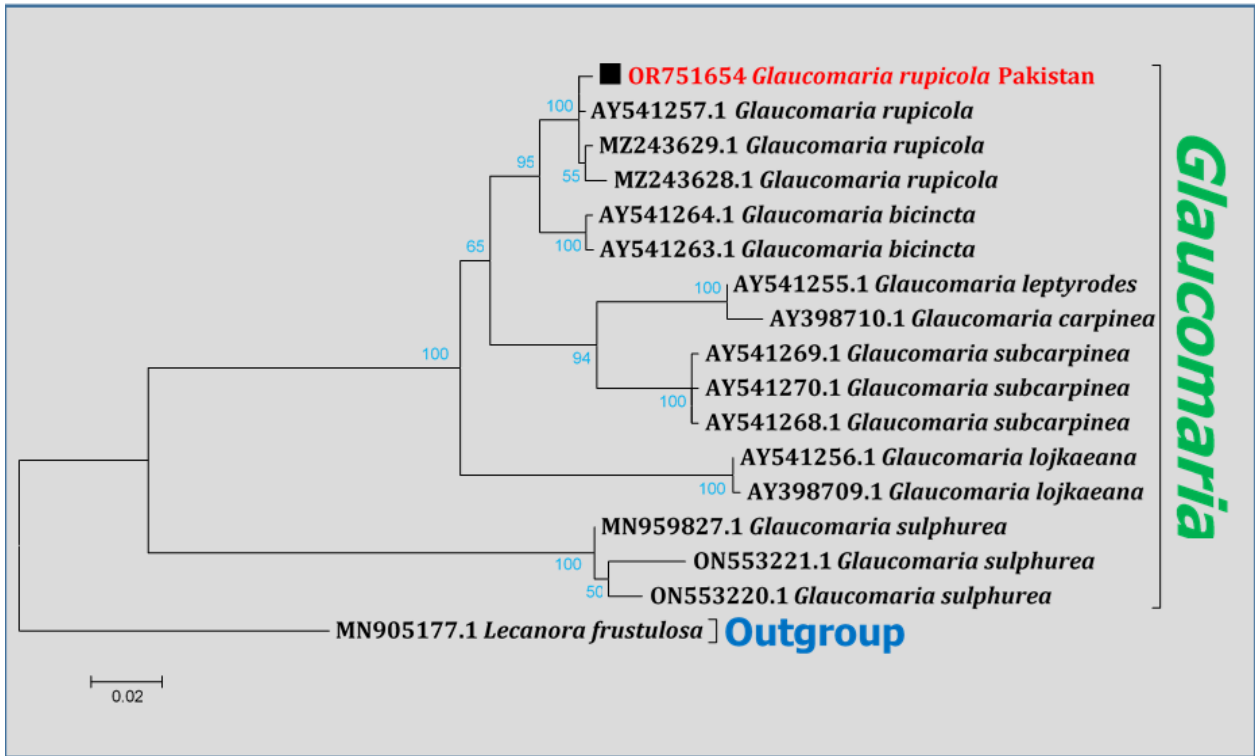 OR751654 Glaucomaria rupicola Pakistan
100
AY541257.1 Glaucomaria rupicola
MZ243629.1 Glaucomaria rupicola
95
55
MZ243628.1 Glaucomaria rupicola
AY541264.1 Glaucomaria bicincta
65
100
AY541263.1 Glaucomaria bicincta
AY541255.1 Glaucomaria leptyrodes
100
AY398710.1 Glaucomaria carpinea
100
94
AY541269.1 Glaucomaria subcarpinea
AY541270.1 Glaucomaria subcarpinea
100
AY541268.1 Glaucomaria subcarpinea
AY541256.1 Glaucomaria lojkaeana
100
AY398709.1 Glaucomaria lojkaeana
MN959827.1 Glaucomaria sulphurea
100
ON553221.1 Glaucomaria sulphurea
50
ON553220.1 Glaucomaria sulphurea
Glaucomaria
MN905177.1 Lecanora frustulosa
Outgroup
0.02